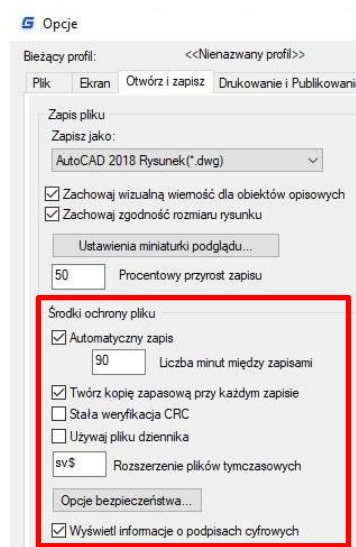 Opcje
Bieżący profil: <<Nienazwany profil>>
Plik Ekran Otwórz i zapisz Drukowanie i Publikowani
Zapis pliku
Zapisz jako:
AutoCAD 2018 Rysunek(*.dwg)
Zachowaj wizualną wierność dla obiektów opisowych
Zachowaj zgodność rozmiaru rysunku
Ustawienia miniaturki podglądu...
50 Procentowy przyrost zapisu
Środki ochrony pliku
Automatyczny zapis
90 Liczba minut między zapisami
Twórz kopię zapasową przy każdym zapisie
Stała weryfikacja CRC
Używaj pliku dziennika
sv$ Rozszerzenie plików tymczasowych
Opcje bezpieczeństwa...
Wyświetl informacje o podpisach cyfrowych